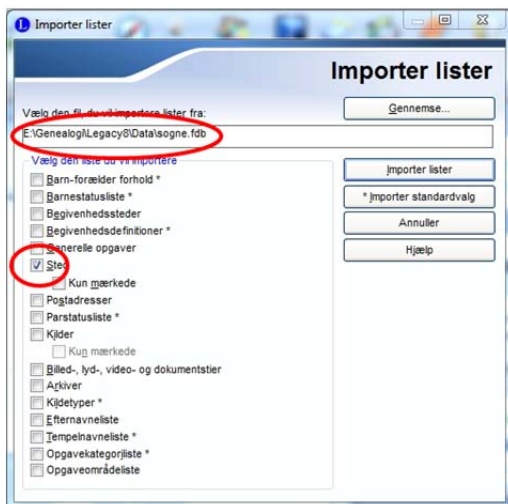 Importer lister
Importer lister
Vælg den fil, du vil importere lister fra:
Gennemse...
E:\Genealogi\Legacy8\Data\sogne.fdb
Vælg den liste du vil importere
Importer lister
Barn-forælder forhold *
Barnestatusliste *
* Importer standardvalg
Begivenhedssteder
Begivenhedsdefinitioner *
Annuller
Generelle opgaver
Hjælp
Sted
Kun mærkede
Postadresser
Parstatusliste *
Kilder
Kun mærkede
Billed-, lyd-, video- og dokumentstier
Arkiver
Kildetyper *
Efternavneliste
Tempelnavneliste *
Opgavekategorjliste *
Opgaveområdeliste